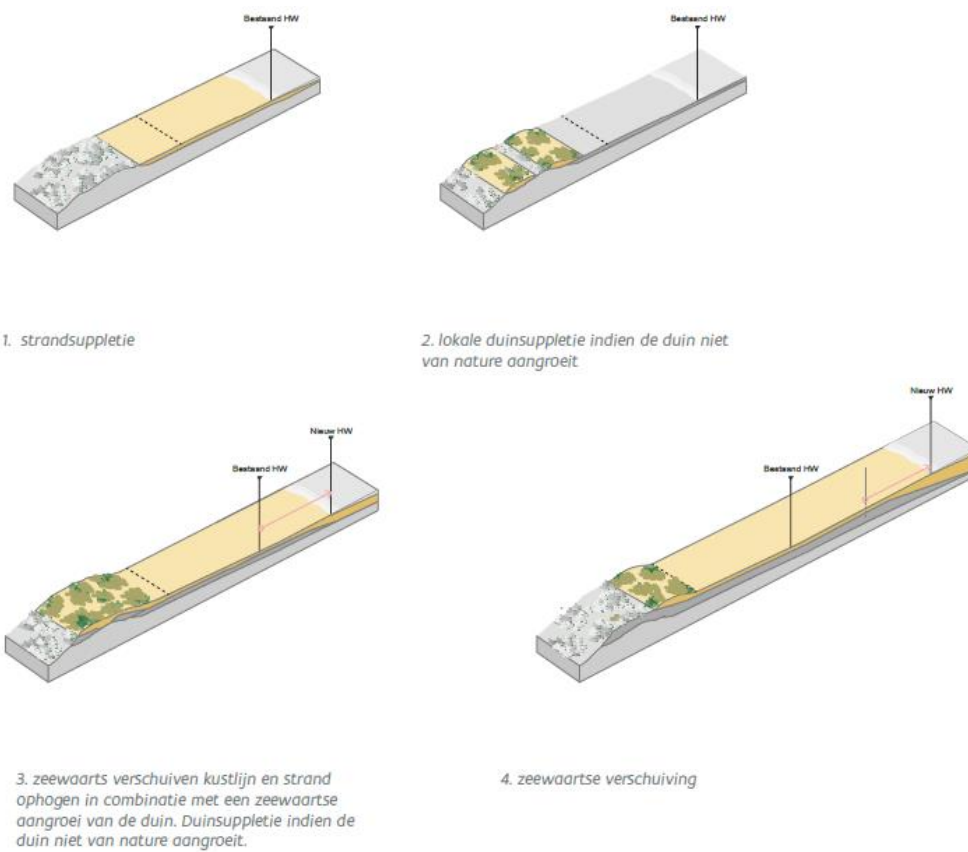 Bestaand HW
Bestaand HW
1. strandsuppletie
2. lokale duinsuppletie indien de duin niet
van nature aangroeit
Nieuw HW
Bestaand HW
Nieuw HW
Bestaand HW
3. zeewaarts verschuiven kustlijn en strand
ophogen in combinatie met een zeewaartse
aangroei van de duin. Duinsuppletie indien de
duin niet van nature aangroeit.
4. zeewaartse verschuiving